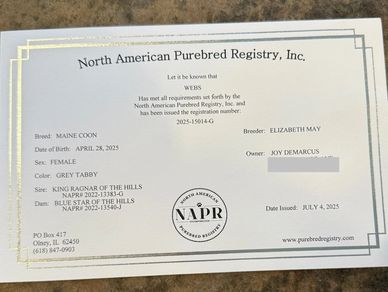 North American Purebred Registry, Inc.
Let it be known that
WEBS
Has met all requirements set forth by the
North American Purebred Registry, Inc. and
has been issued the registration number:
2025-15014-G
Breed: MAINE COON
Date of Birth: APRIL 28, 2025
Sex: FEMALE
Color: GREY TABBY
Sire: KING RAGNAR OF THE HILLS
NAPR# 2022-13383-G
Dam: BLUE STAR OF THE HILLS
NAPR# 2022-13540-J
Breeder: ELIZABETH MAY
Owner: JOY DEMARCUS
NORTH AMERICAN
NAPR
PUREBRED REGISTRY
Date Issued: JULY 4, 2025
PO Box 417
Olney, IL 62450
(618) 847-0903
www.purebredregistry.com